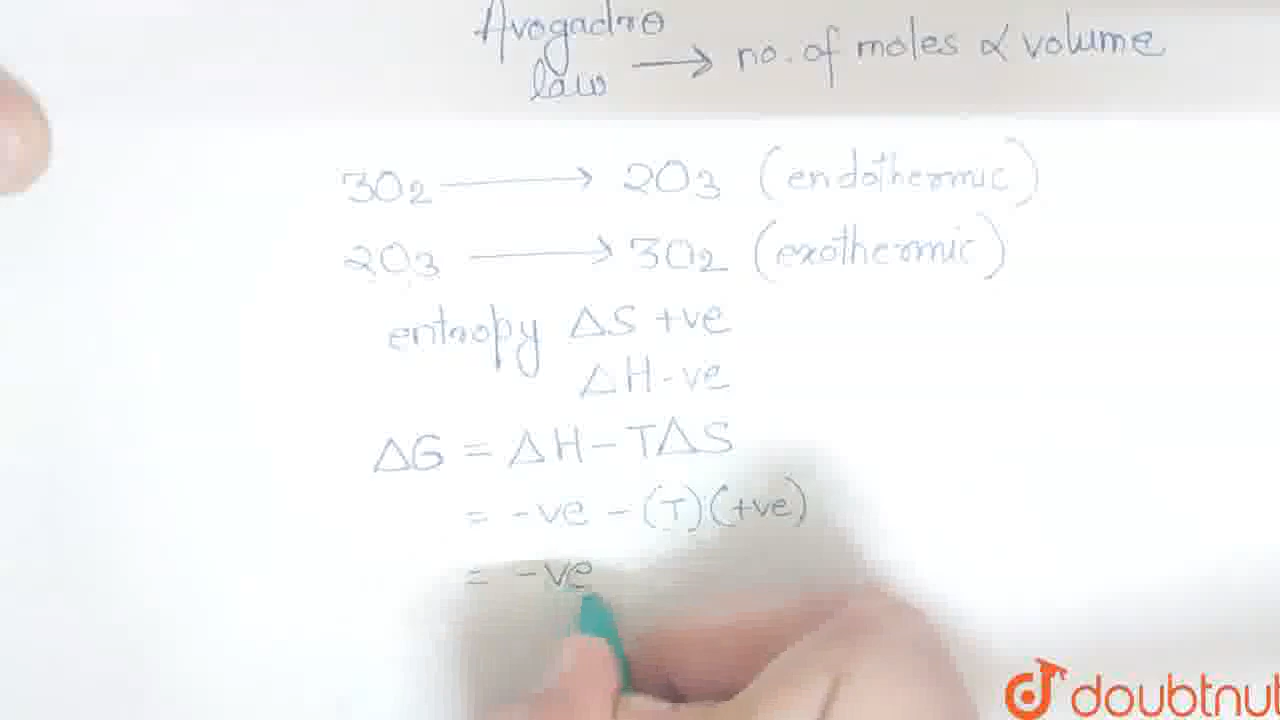 Avogadro
law → no. of moles ∝ volume
3O2 → 2O3 (endothermic)
2O3 → 3O2 (exothermic)
entropy ΔS +ve
ΔH -ve
ΔG = ΔH - TΔS
= -ve - (T)(+ve)
= -ve
doubtnut